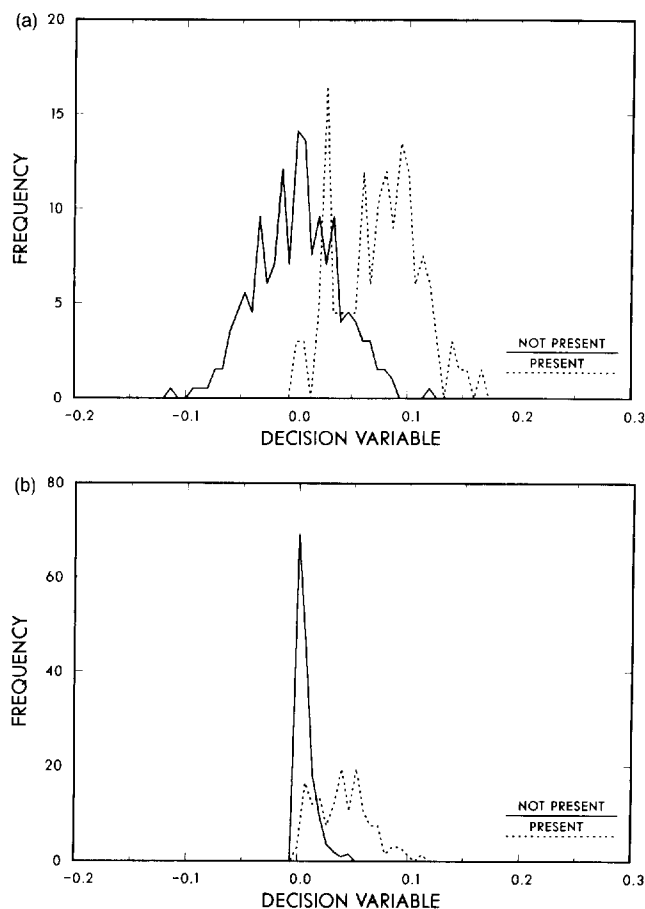 (a)
20
15
10
5
0
FREQUENCY
NOT PRESENT
PRESENT
-0.2 -0.1 0.0 0.1 0.2 0.3
DECISION VARIABLE
(b)
80
60
40
20
0
FREQUENCY
NOT PRESENT
PRESENT
-0.2 -0.1 0.0 0.1 0.2 0.3
DECISION VARIABLE